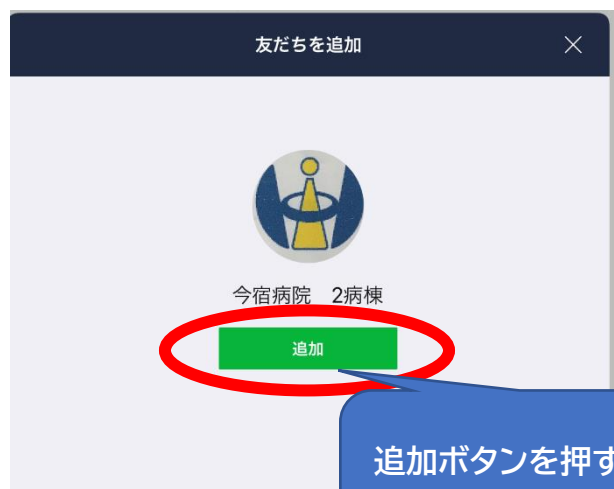 友だちを追加
今宿病院　2病棟
追加
追加ボタンを押す